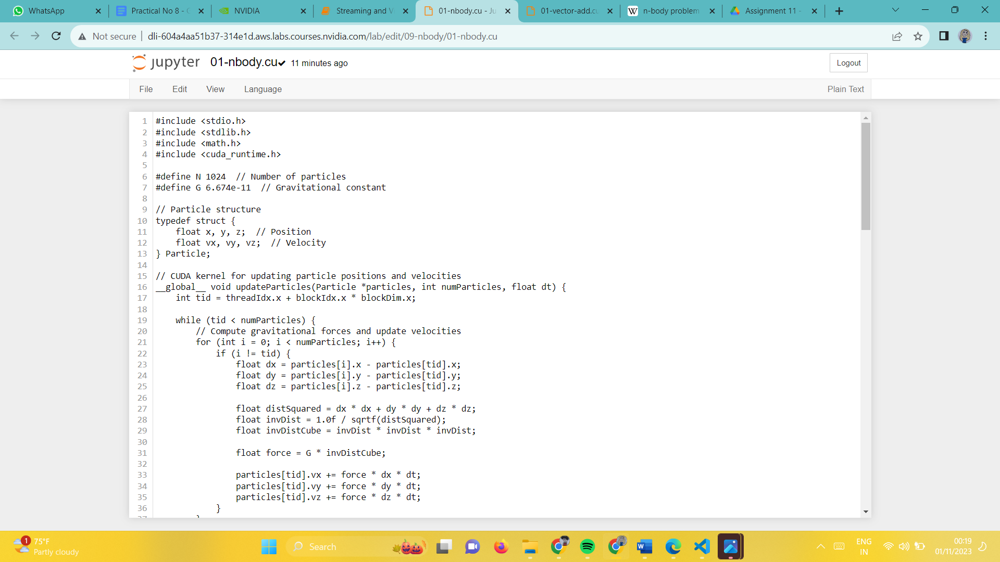 WhatsApp
Practical No 8 - G
NVIDIA
Streaming and Vi
01-nbody.cu - Ju
01-vector-add.cu
W n-body problem
Assignment 11 -
Not secure
dli-604a4aa51b37-314e1d.aws.labs.courses.nvidia.com/lab/edit/09-nbody/01-nbody.cu
jupyter 01-nbody.cu 11 minutes ago
Logout
File Edit View Language
Plain Text
1 #include <stdio.h>
2 #include <stdlib.h>
3 #include <math.h>
4 #include <cuda_runtime.h>
5
6 #define N 1024  // Number of particles
7 #define G 6.674e-11  // Gravitational constant
8
9 // Particle structure
10 typedef struct {
11     float x, y, z;  // Position
12     float vx, vy, vz;  // Velocity
13 } Particle;
14
15 // CUDA kernel for updating particle positions and velocities
16 __global__ void updateParticles(Particle *particles, int numParticles, float dt) {
17     int tid = threadIdx.x + blockIdx.x * blockDim.x;
18
19     while (tid < numParticles) {
20         // Compute gravitational forces and update velocities
21         for (int i = 0; i < numParticles; i++) {
22             if (i != tid) {
23                 float dx = particles[i].x - particles[tid].x;
24                 float dy = particles[i].y - particles[tid].y;
25                 float dz = particles[i].z - particles[tid].z;
26
27                 float distSquared = dx * dx + dy * dy + dz * dz;
28                 float invDist = 1.0f / sqrtf(distSquared);
29                 float invDistCube = invDist * invDist * invDist;
30
31                 float force = G * invDistCube;
32
33                 particles[tid].vx += force * dx * dt;
34                 particles[tid].vy += force * dy * dt;
35                 particles[tid].vz += force * dz * dt;
36             }
1
75°F
Partly cloudy
Search
ENG
IN
00:19
01/11/2023